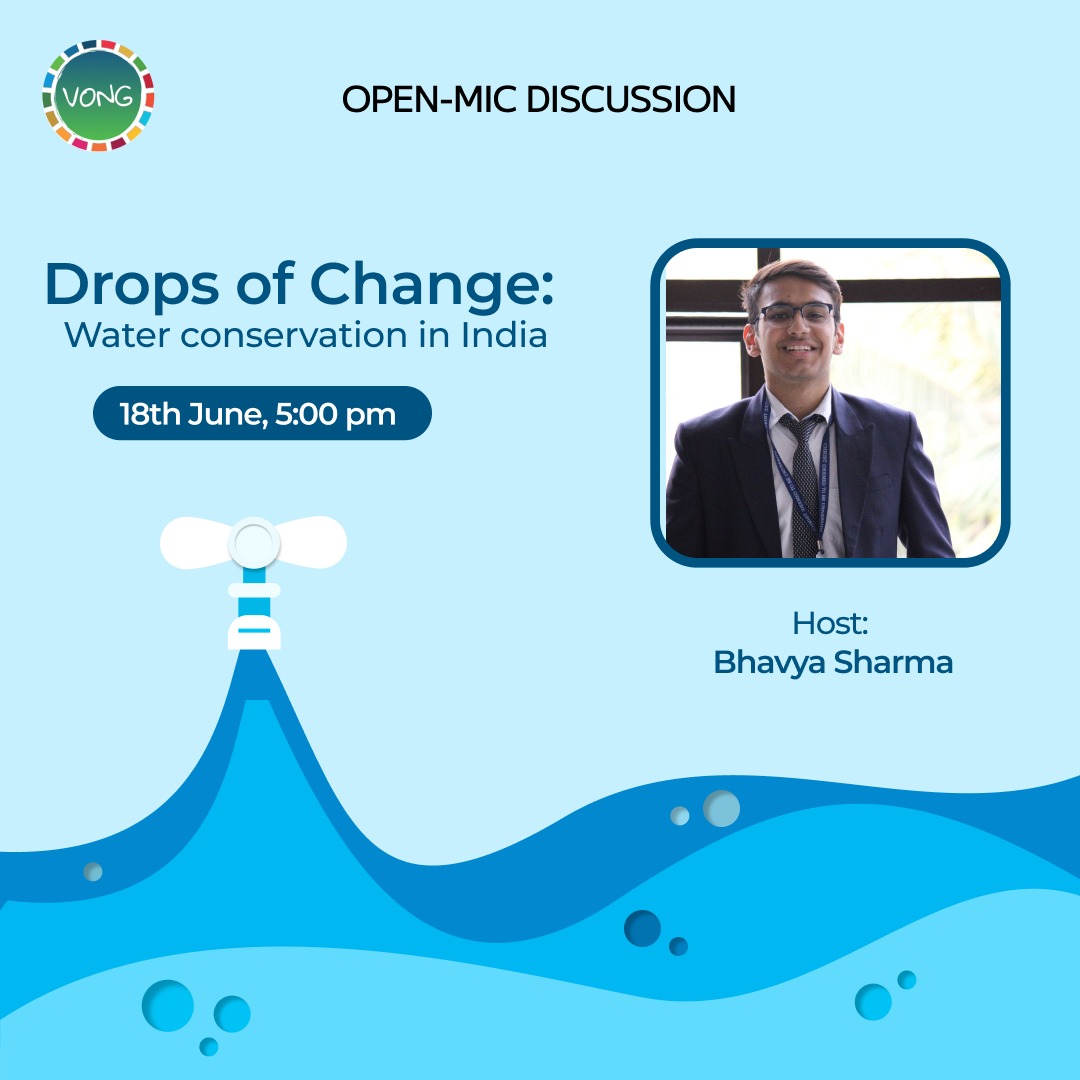 VONG
OPEN-MIC DISCUSSION
Drops of Change:
Water conservation in India
18th June, 5:00 pm
Host:
Bhavya Sharma